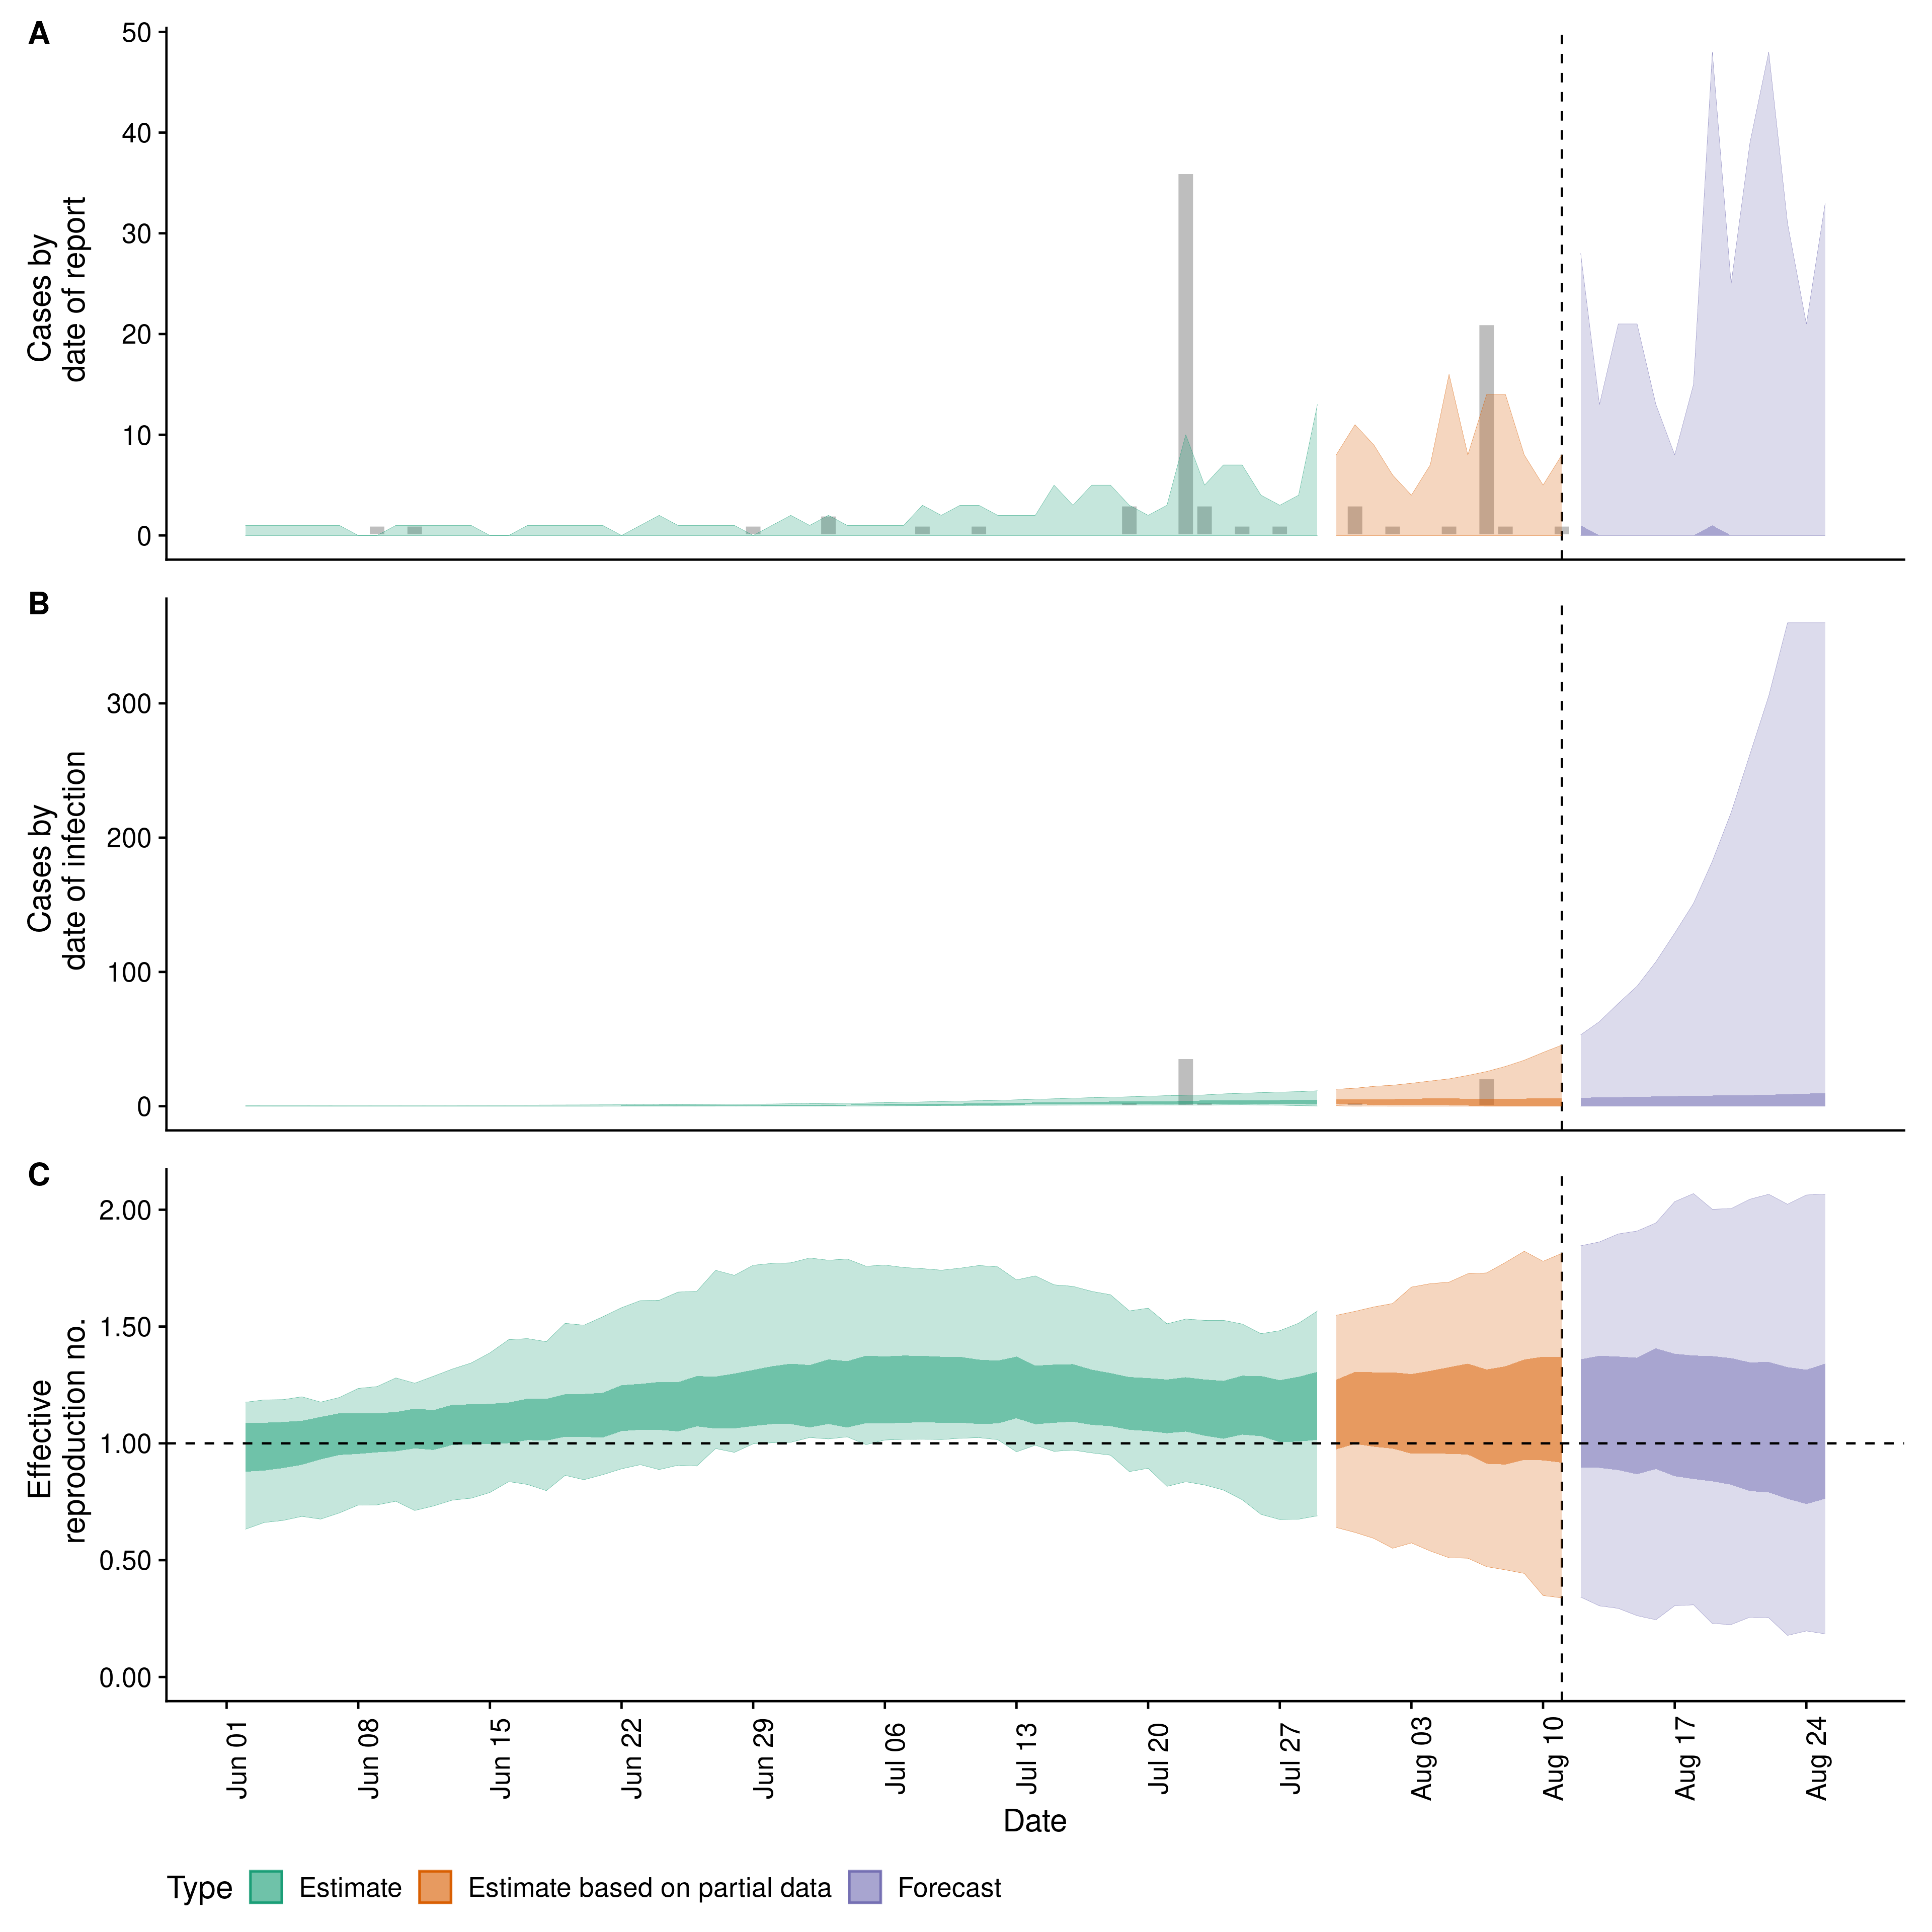 A
50
40
30
20
10
0
Cases by
date of report
B
300
200
100
0
Cases by
date of infection
C
2.00
1.50
1.00
0.50
0.00
Effective
reproduction no.
Jun 01
Jun 08
Jun 15
Jun 22
Jun 29
Jul 06
Jul 13
Jul 20
Jul 27
Aug 03
Aug 10
Aug 17
Aug 24
Date
Type Estimate Estimate based on partial data Forecast